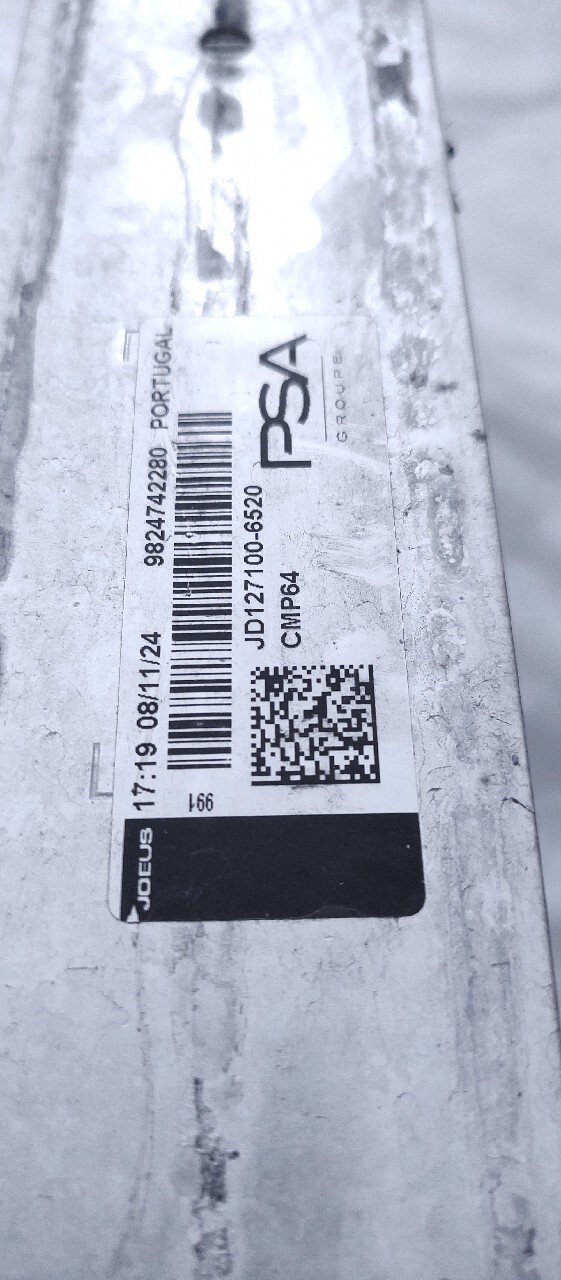 JOEUS
17:19 08/11/24 9824742280 PORTUGAL
991
JD127100-6520
CMP64
PSA
GROUPE